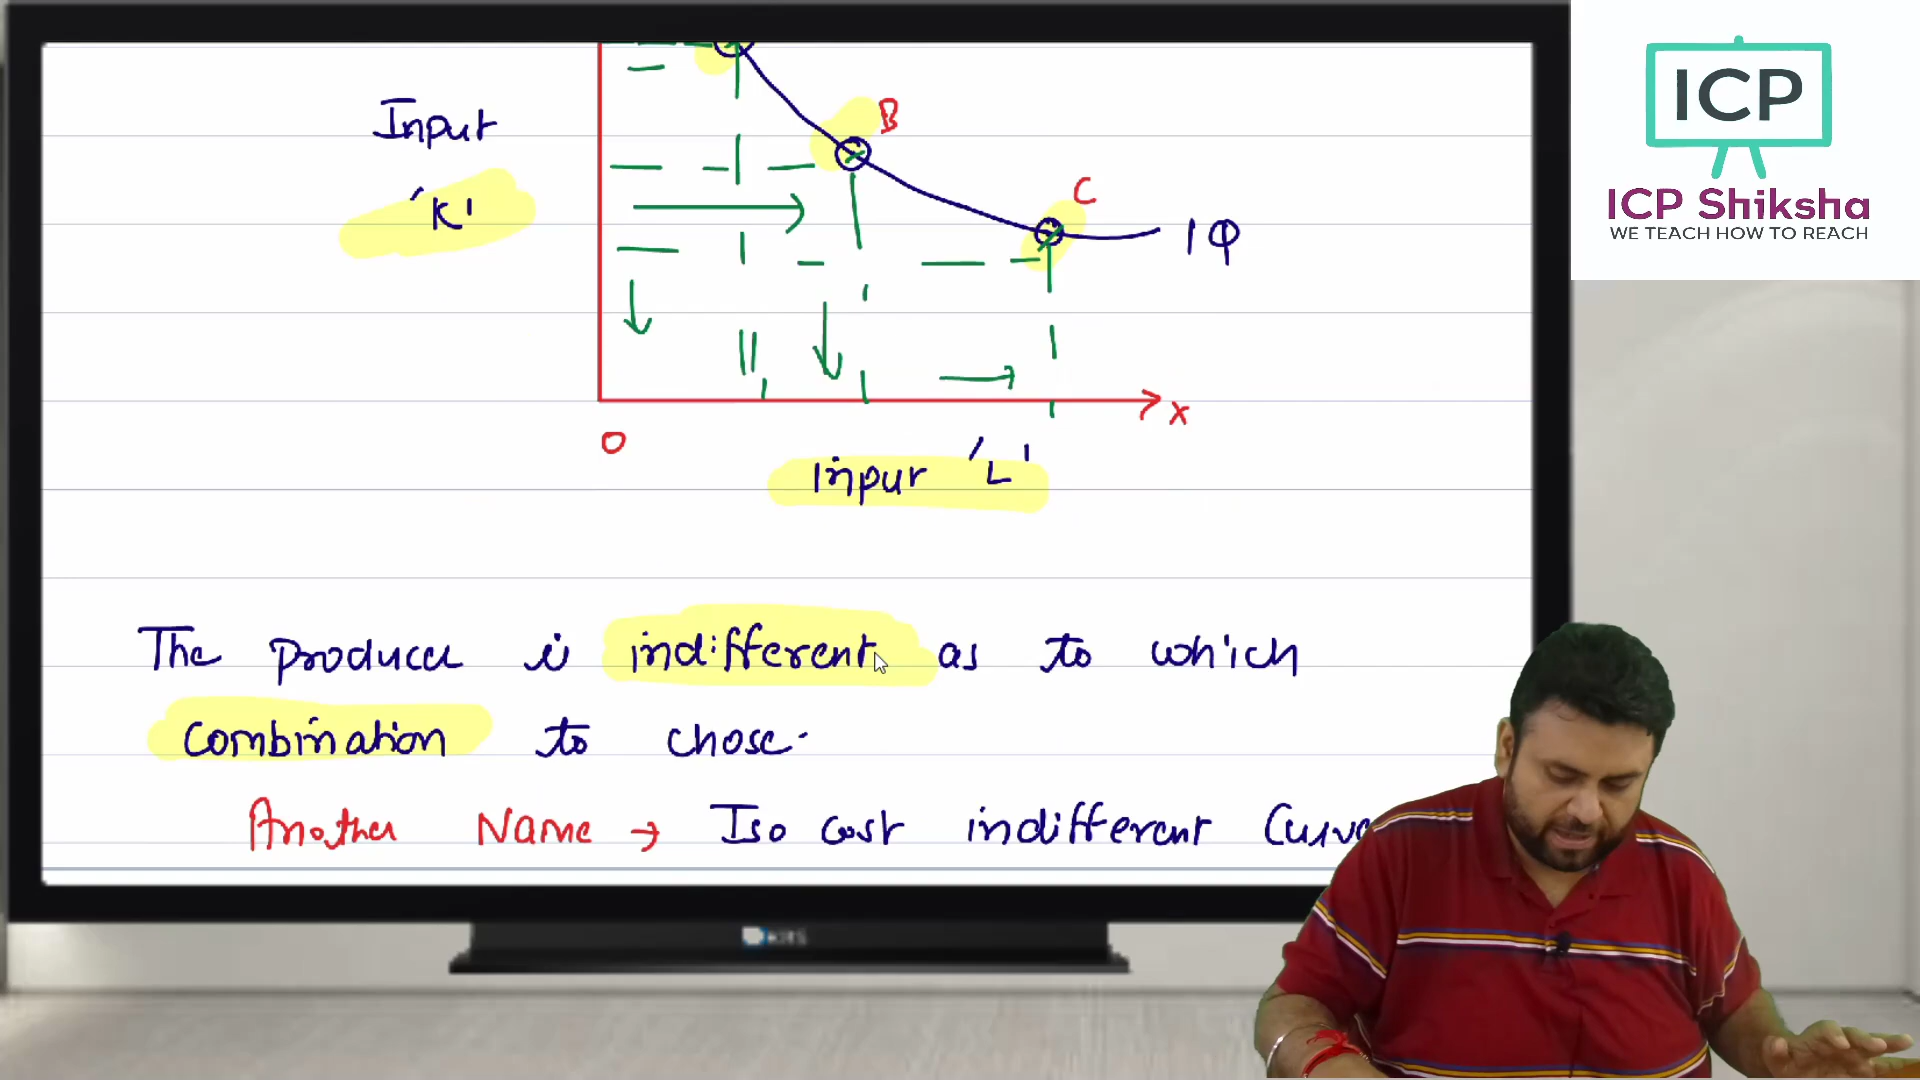 ICP
ICP Shiksha
WE TEACH HOW TO REACH
B
Input
'K'
C
IQ
x
O
Input 'L'
The producer is indifferent as to which
combination to chose.
Another Name → Iso cost indifferent Curve